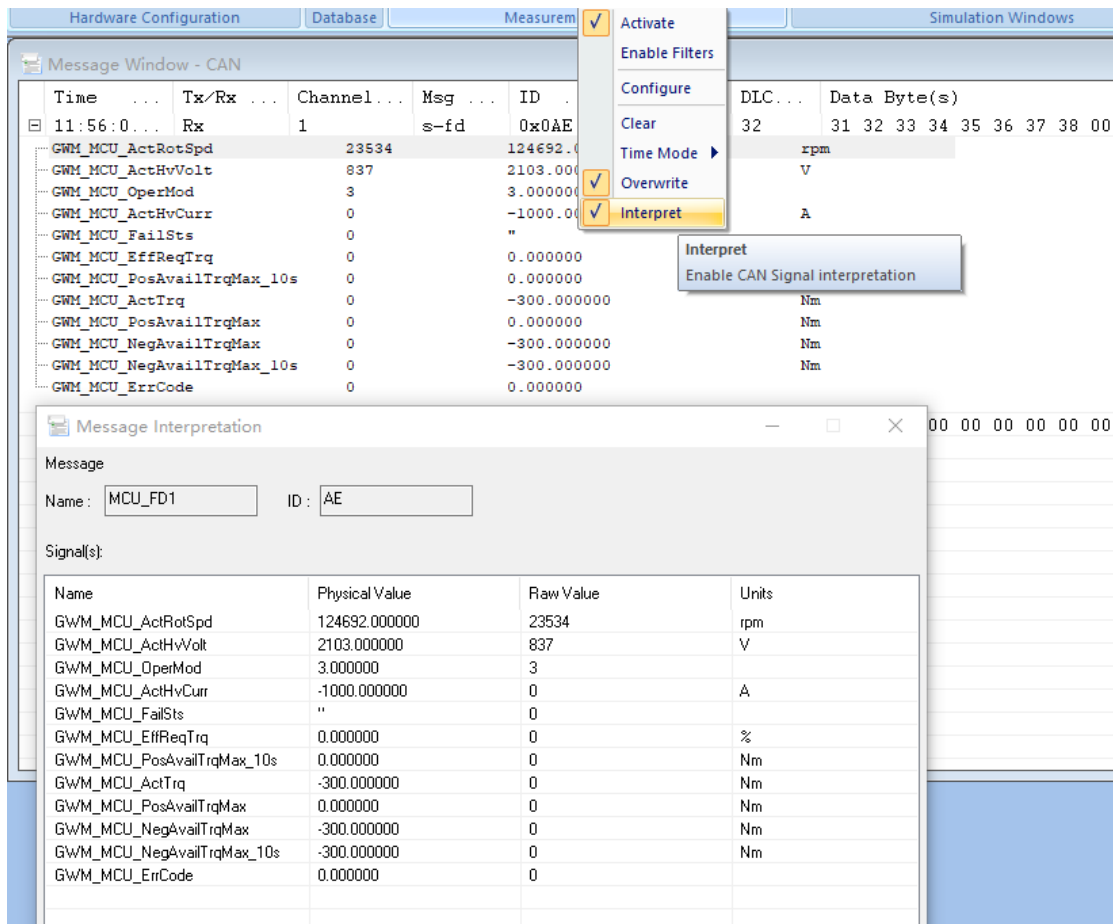 Hardware Configuration Database Measurem Simulation Windows
Activate
Enable Filters
Configure
Clear
Time Mode
Overwrite
Interpret
Interpret
Enable CAN Signal interpretation
Message Window - CAN
Time ... Tx/Rx ... Channel... Msg ... ID . DLC... Data Byte(s)
11:56:0... Rx 1 s-fd 0x0AE 32 31 32 33 34 35 36 37 38 00
GWM_MCU_ActRotSpd 23534 124692. rpm
GWM_MCU_ActHvVolt 837 2103.000 V
GWM_MCU_OperMod 3 3.00000
GWM_MCU_ActHvCurr 0 -1000.00 A
GWM_MCU_FailSts 0 "
GWM_MCU_EffReqTrq 0 0.000000
GWM_MCU_PosAvailTrqMax_10s 0 0.000000
GWM_MCU_ActTrq 0 -300.000000 Nm
GWM_MCU_PosAvailTrqMax 0 0.000000 Nm
GWM_MCU_NegAvailTrqMax 0 -300.000000 Nm
GWM_MCU_NegAvailTrqMax_10s 0 -300.000000 Nm
GWM_MCU_ErrCode 0 0.000000
00 00 00 00 00 00
Message Interpretation
Message
Name : MCU_FD1 ID : AE
Signal(s):
Name Physical Value Raw Value Units
GWM_MCU_ActRotSpd 124692.000000 23534 rpm
GWM_MCU_ActHvVolt 2103.000000 837 V
GWM_MCU_OperMod 3.000000 3
GWM_MCU_ActHvCurr -1000.000000 0 A
GWM_MCU_FailSts '' 0
GWM_MCU_EffReqTrq 0.000000 0 %
GWM_MCU_PosAvailTrqMax_10s 0.000000 0 Nm
GWM_MCU_ActTrq -300.000000 0 Nm
GWM_MCU_PosAvailTrqMax 0.000000 0 Nm
GWM_MCU_NegAvailTrqMax -300.000000 0 Nm
GWM_MCU_NegAvailTrqMax_10s -300.000000 0 Nm
GWM_MCU_ErrCode 0.000000 0